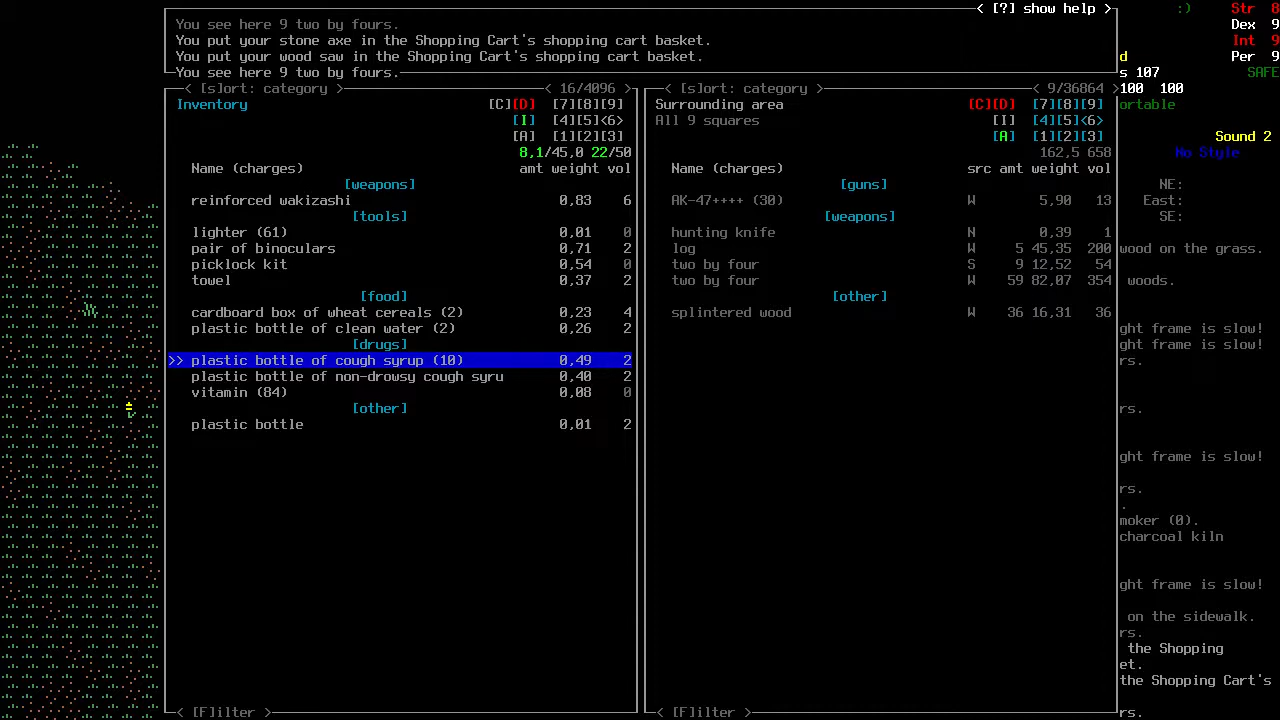 You see here 9 two by fours.
You put your stone axe in the Shopping Cart's shopping cart basket.
You put your wood saw in the Shopping Cart's shopping cart basket.
You see here 9 two by fours.
< [?] show help >
:)
Str 8
Dex 9
Int 9
Per 9
d
s 107
SAFE
100 100
ortable
Sound 2
No Style
NE:
East:
SE:
< [s]ort: category >
< 16/4096 >
Inventory
[C][D] [7][8][9]
[I] [4][5]<6>
[A] [1][2][3]
8,1/45,0 22/50
Name (charges) amt weight vol
[weapons]
reinforced wakizashi 0,83 6
[tools]
lighter (61) 0,01 0
pair of binoculars 0,71 2
picklock kit 0,54 0
towel 0,37 2
[food]
cardboard box of wheat cereals (2) 0,23 4
plastic bottle of clean water (2) 0,26 2
[drugs]
>> plastic bottle of cough syrup (10) 0,49 2
plastic bottle of non-drowsy cough syru 0,40 2
vitamin (84) 0,08 0
[other]
plastic bottle 0,01 2
< [F]ilter >
< [s]ort: category >
< 9/36864 >
Surrounding area
All 9 squares
[C][D] [7][8][9]
[I] [4][5]<6>
[A] [1][2][3]
162,5 658
Name (charges) src amt weight vol
[guns]
AK-47++++ (30) W 5,90 13
[weapons]
hunting knife N 0,39 1
log W 5 45,35 200
two by four S 9 12,52 54
two by four W 59 82,07 354
[other]
splintered wood W 36 16,31 36
< [F]ilter >
wood on the grass.
woods.
ght frame is slow!
ght frame is slow!
rs.
rs.
ght frame is slow!
rs.
.
moker (0).
charcoal kiln
ght frame is slow!
on the sidewalk.
rs.
the Shopping
et.
the Shopping Cart's
rs.